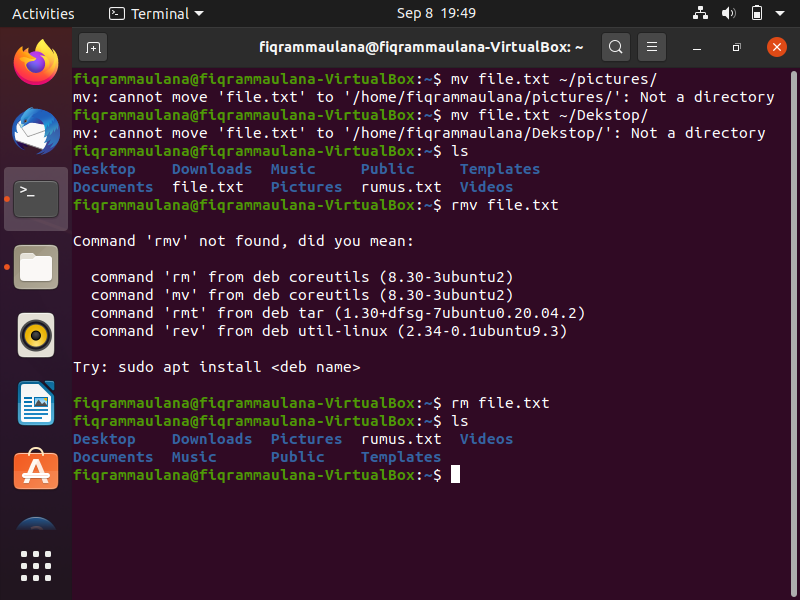 Activities Terminal Sep 8 19:49
fiqrammaulana@fiqrammaulana-VirtualBox: ~
fiqrammaulana@fiqrammaulana-VirtualBox:~$ mv file.txt ~/pictures/
mv: cannot move 'file.txt' to '/home/fiqrammaulana/pictures/': Not a directory
fiqrammaulana@fiqrammaulana-VirtualBox:~$ mv file.txt ~/Dekstop/
mv: cannot move 'file.txt' to '/home/fiqrammaulana/Dekstop/': Not a directory
fiqrammaulana@fiqrammaulana-VirtualBox:~$ ls
Desktop Downloads Music Public Templates
Documents file.txt Pictures rumus.txt Videos
fiqrammaulana@fiqrammaulana-VirtualBox:~$ rmv file.txt
Command 'rmv' not found, did you mean:
command 'rm' from deb coreutils (8.30-3ubuntu2)
command 'mv' from deb coreutils (8.30-3ubuntu2)
command 'rmt' from deb tar (1.30+dfsg-7ubuntu0.20.04.2)
command 'rev' from deb util-linux (2.34-0.1ubuntu9.3)
Try: sudo apt install <deb name>
fiqrammaulana@fiqrammaulana-VirtualBox:~$ rm file.txt
fiqrammaulana@fiqrammaulana-VirtualBox:~$ ls
Desktop Downloads Pictures rumus.txt Videos
Documents Music Public Templates
fiqrammaulana@fiqrammaulana-VirtualBox:~$